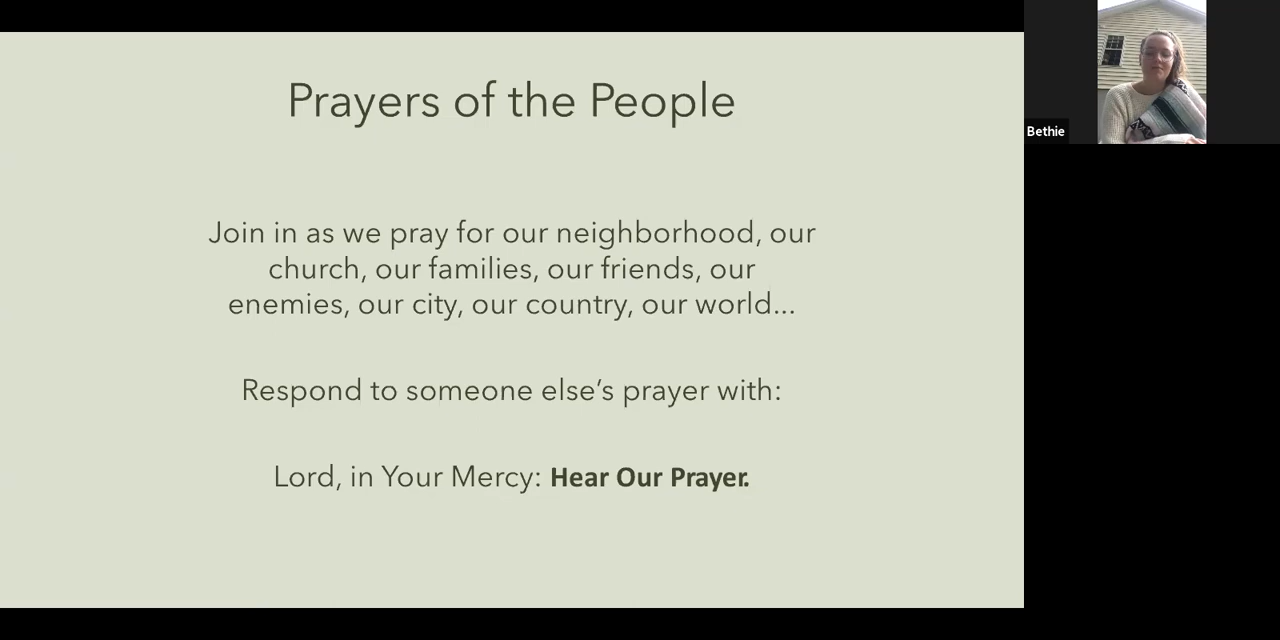 Prayers of the People
Join in as we pray for our neighborhood, our
church, our families, our friends, our
enemies, our city, our country, our world...
Respond to someone else’s prayer with:
Lord, in Your Mercy: Hear Our Prayer.
Bethie